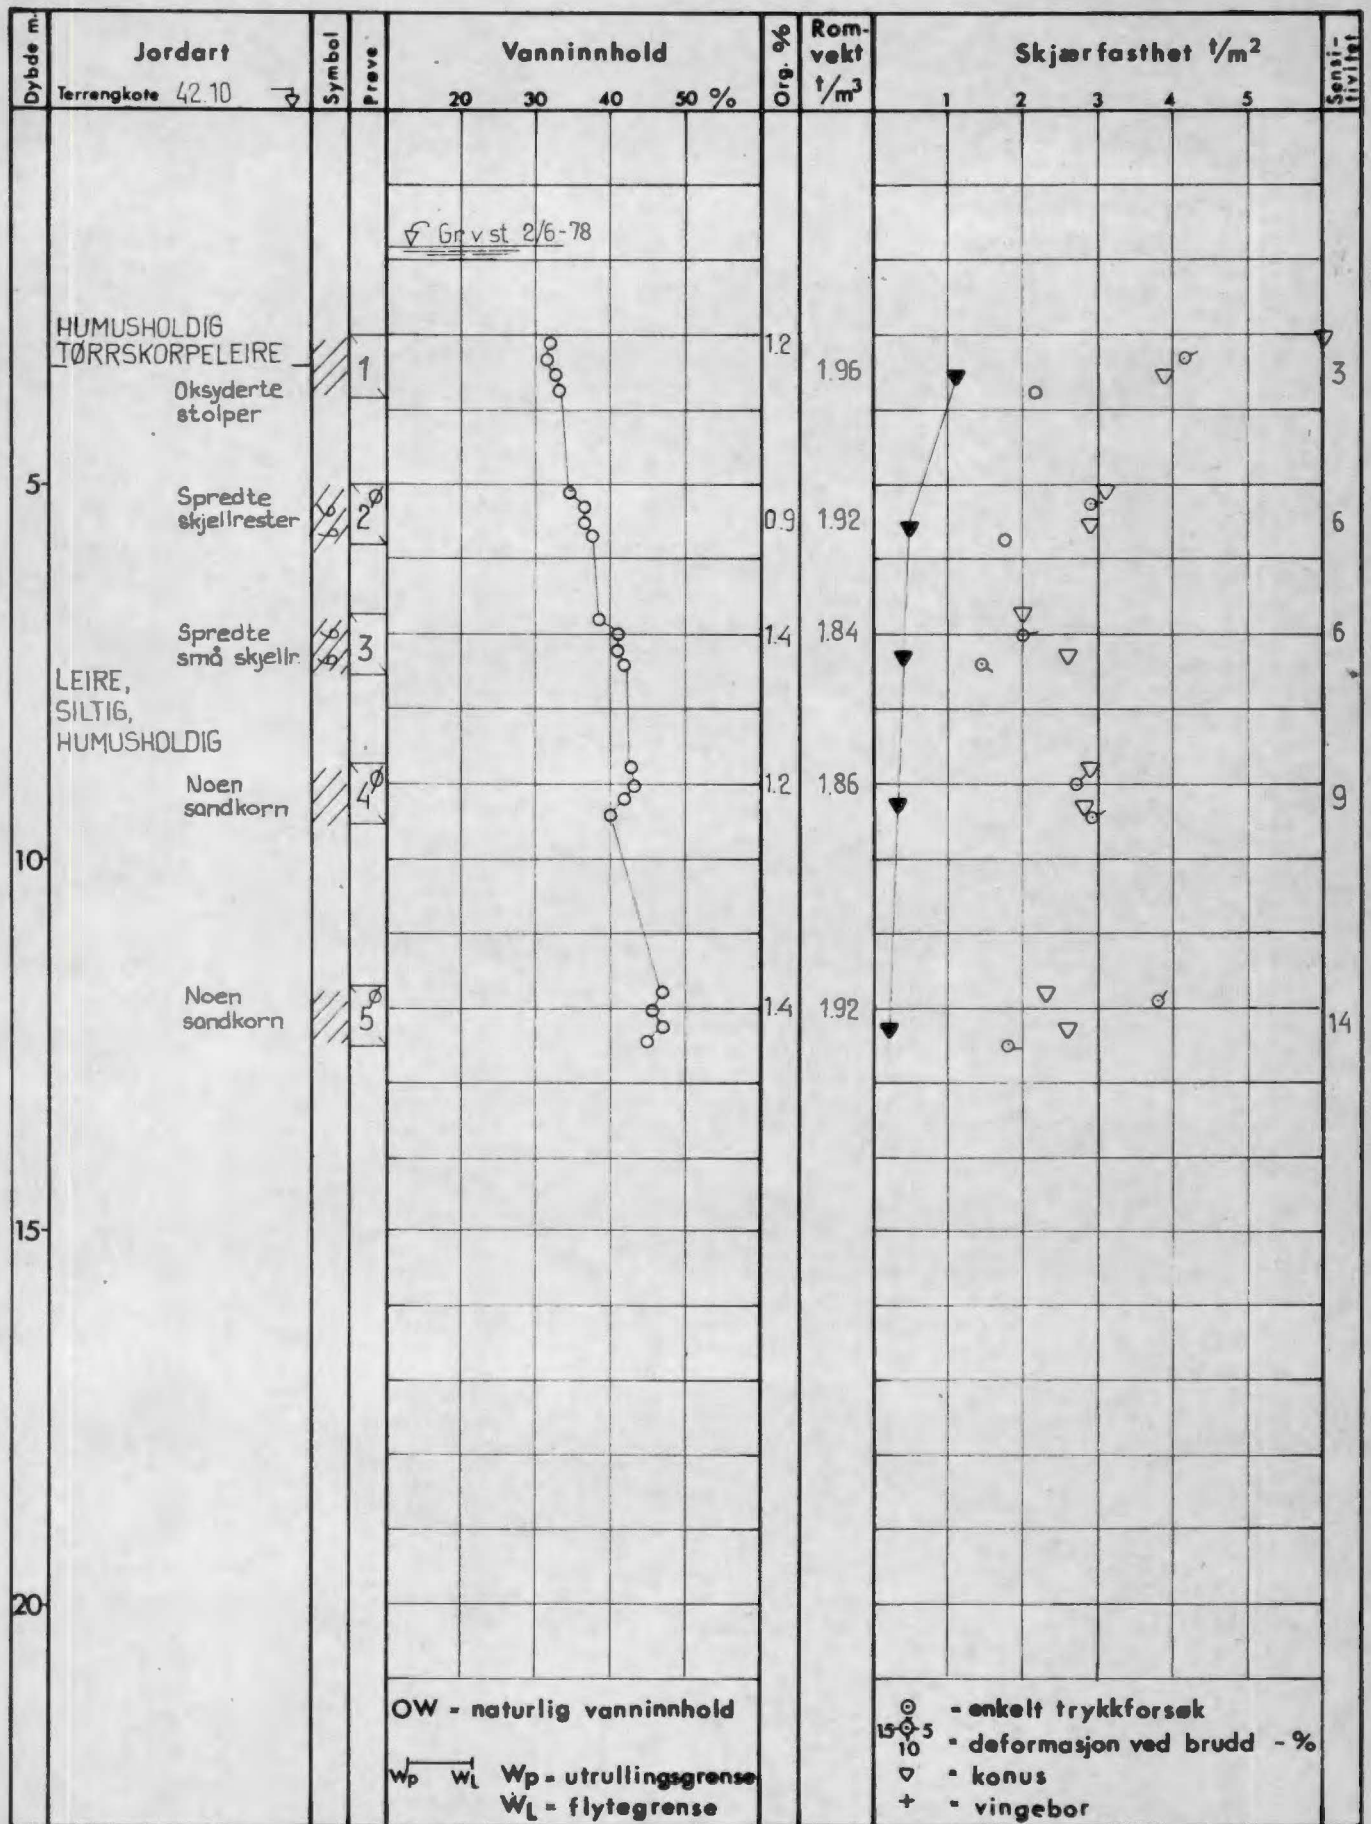 Dybde m.
Jordart
Terrengkote 42.10
Symbol
Prøve
Vanninnhold
20 30 40 50 %
Org. %
Rom-
vekt
t/m³
Skjærfasthet t/m²
1 2 3 4 5
Sensi-
tivitet
Gr.v st 2/6-78
HUMUSHOLDIG
TØRRSKORPELEIRE
Oksyderte
stolper
1
1.2
1.96
3
5
Spredte
skjellrester
2
0.9
1.92
6
Spredte
små skjellr.
3
1.4
1.84
6
LEIRE,
SILTIG,
HUMUSHOLDIG
Noen
sandkorn
4
1.2
1.86
9
10
Noen
sandkorn
5
1.4
1.92
14
15
20
OW - naturlig vanninnhold
Wp WL Wp = utrullingsgrense
WL = flytegrense
- enkelt trykkforsøk
15 5
10 = deformasjon ved brudd - %
= konus
+ = vingebor